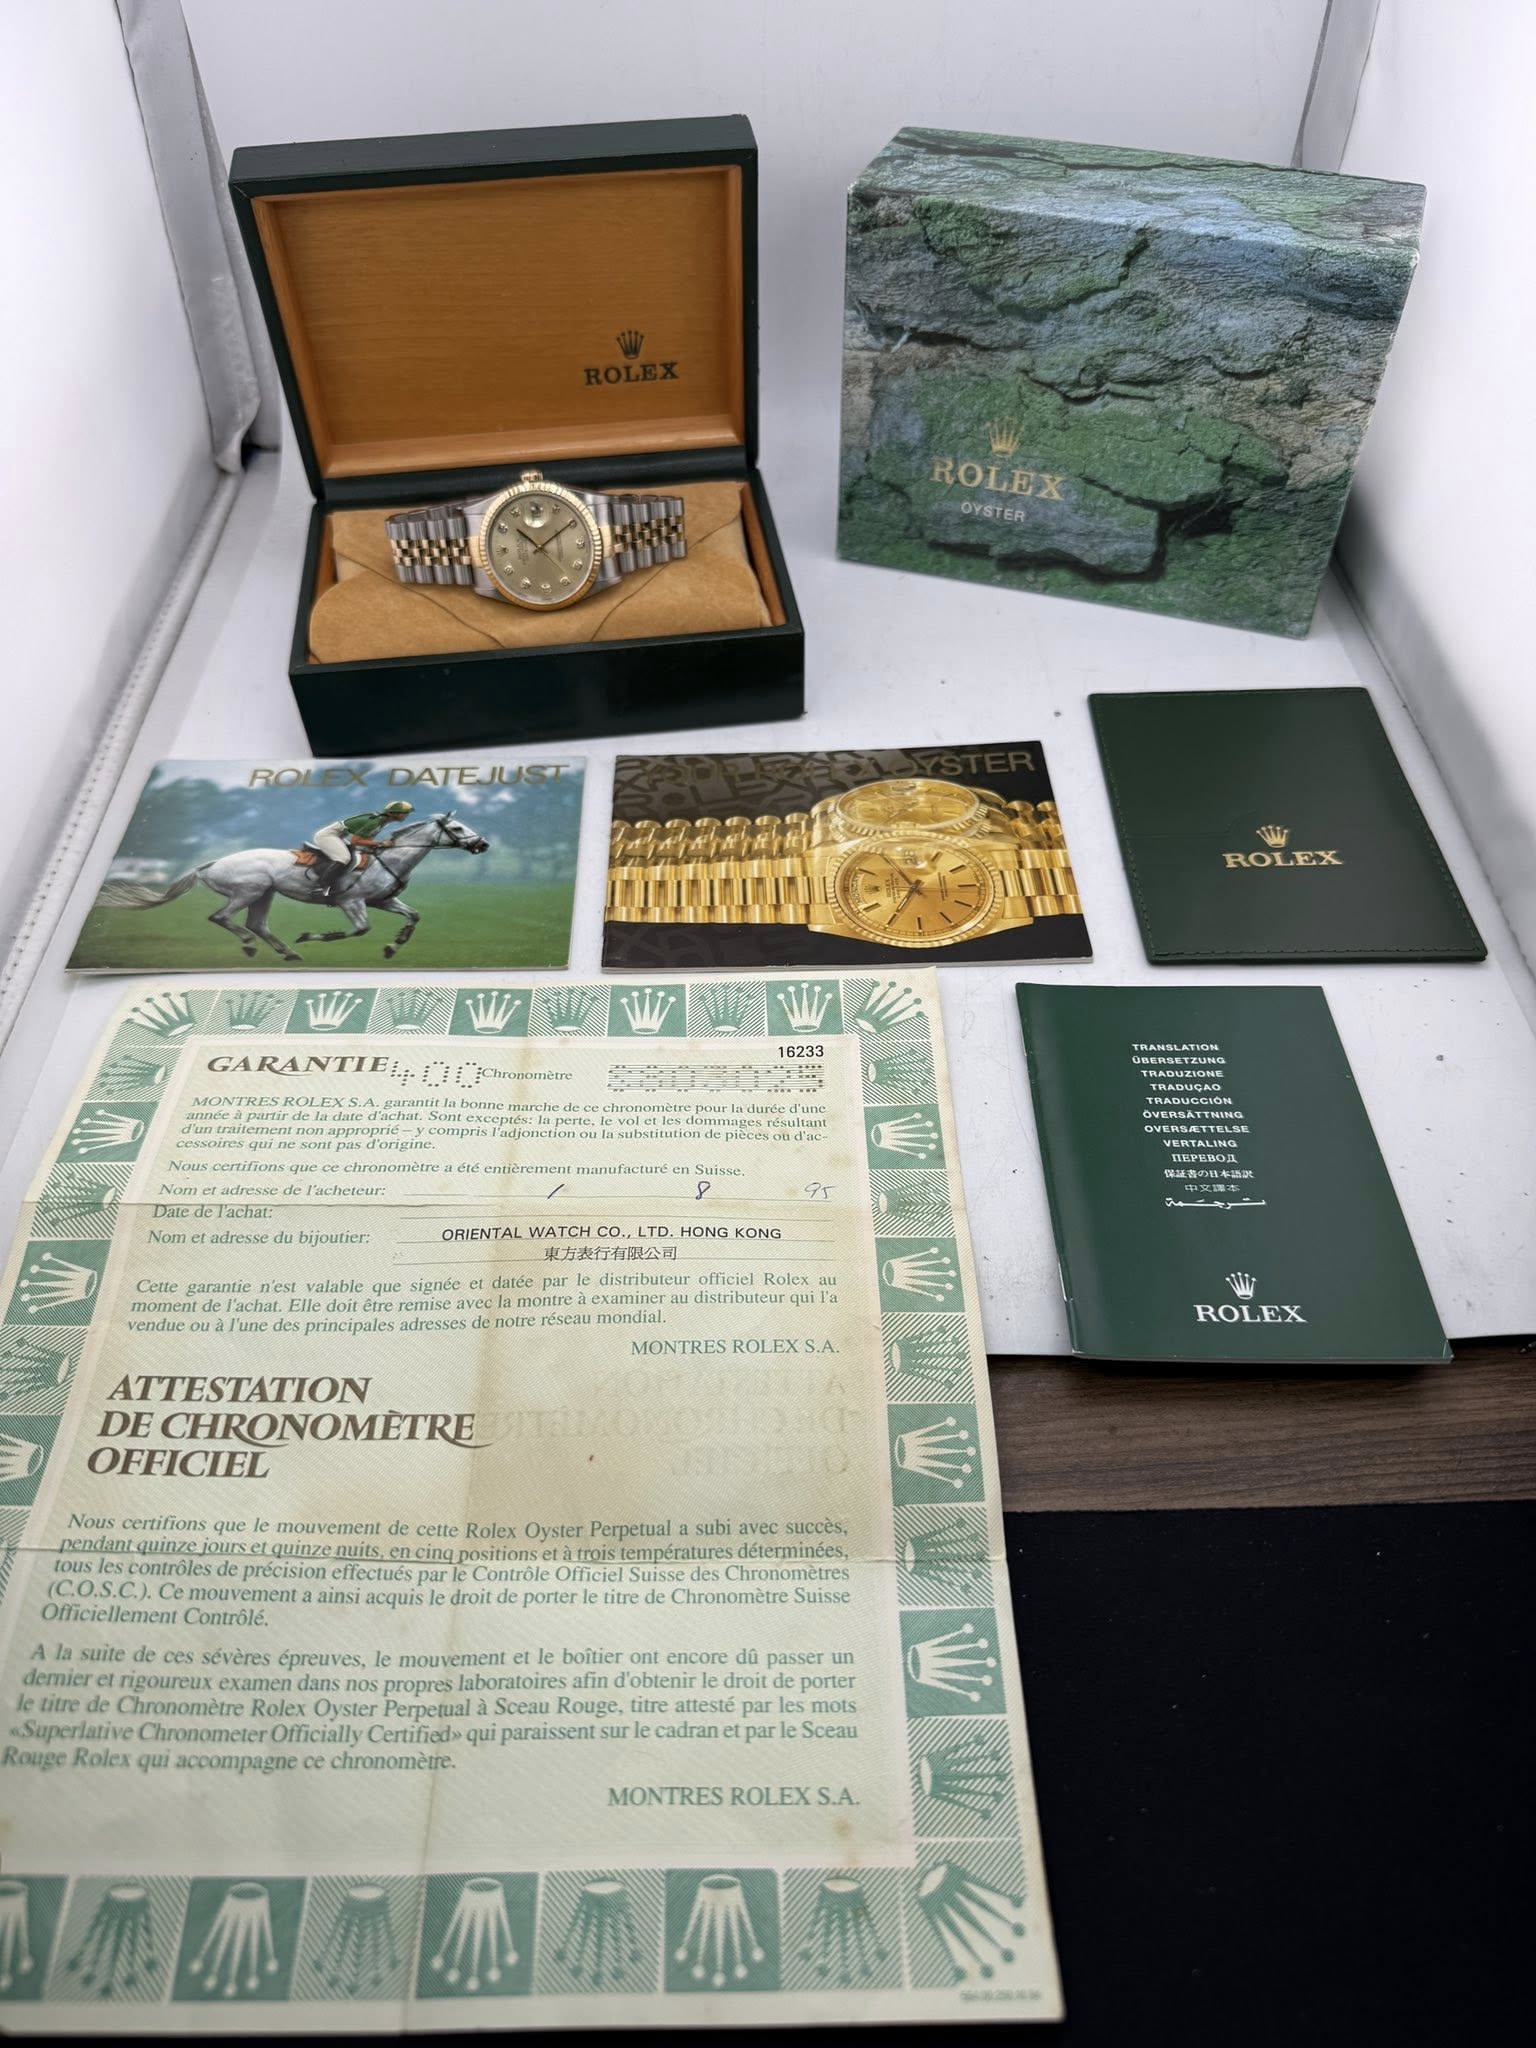 ROLEX
ROLEX
OYSTER
ROLEX DATEJUST
YOUR ROLEX OYSTER
ROLEX
TRANSLATION
ÜBERSETZUNG
TRADUZIONE
TRADUÇAO
TRADUCCIÓN
ÖVERSÄTTNING
OVERSÆTTELSE
VERTALING
ПЕРЕВОД
保証書の日本語訳
中文譯本
ترجمة
ROLEX
16233
GARANTIE 400 Chronomètre
MONTRES ROLEX S.A. garantit la bonne marche de ce chronomètre pour la durée d'une
année à partir de la date d'achat. Sont exceptés: la perte, le vol et les dommages résultant
d'un traitement non approprié – y compris l'adjonction ou la substitution de pièces ou d'ac-
cessoires qui ne sont pas d'origine.
Nous certifions que ce chronomètre a été entièrement manufacturé en Suisse.
Nom et adresse de l'acheteur: 1 8 95
Date de l'achat:
Nom et adresse du bijoutier: ORIENTAL WATCH CO., LTD. HONG KONG
東方表行有限公司
Cette garantie n'est valable que signée et datée par le distributeur officiel Rolex au
moment de l'achat. Elle doit être remise avec la montre à examiner au distributeur qui l'a
vendue ou à l'une des principales adresses de notre réseau mondial.
MONTRES ROLEX S.A.
ATTESTATION
DE CHRONOMÈTRE
OFFICIEL
Nous certifions que le mouvement de cette Rolex Oyster Perpetual a subi avec succès,
pendant quinze jours et quinze nuits, en cinq positions et à trois températures déterminées,
tous les contrôles de précision effectués par le Contrôle Officiel Suisse des Chronomètres
(C.O.S.C.). Ce mouvement a ainsi acquis le droit de porter le titre de Chronomètre Suisse
Officiellement Contrôlé.
A la suite de ces sévères épreuves, le mouvement et le boîtier ont encore dû passer un
dernier et rigoureux examen dans nos propres laboratoires afin d'obtenir le droit de porter
le titre de Chronomètre Rolex Oyster Perpetual à Sceau Rouge, titre attesté par les mots
«Superlative Chronometer Officially Certified» qui paraissent sur le cadran et par le Sceau
Rouge Rolex qui accompagne ce chronomètre.
MONTRES ROLEX S.A.